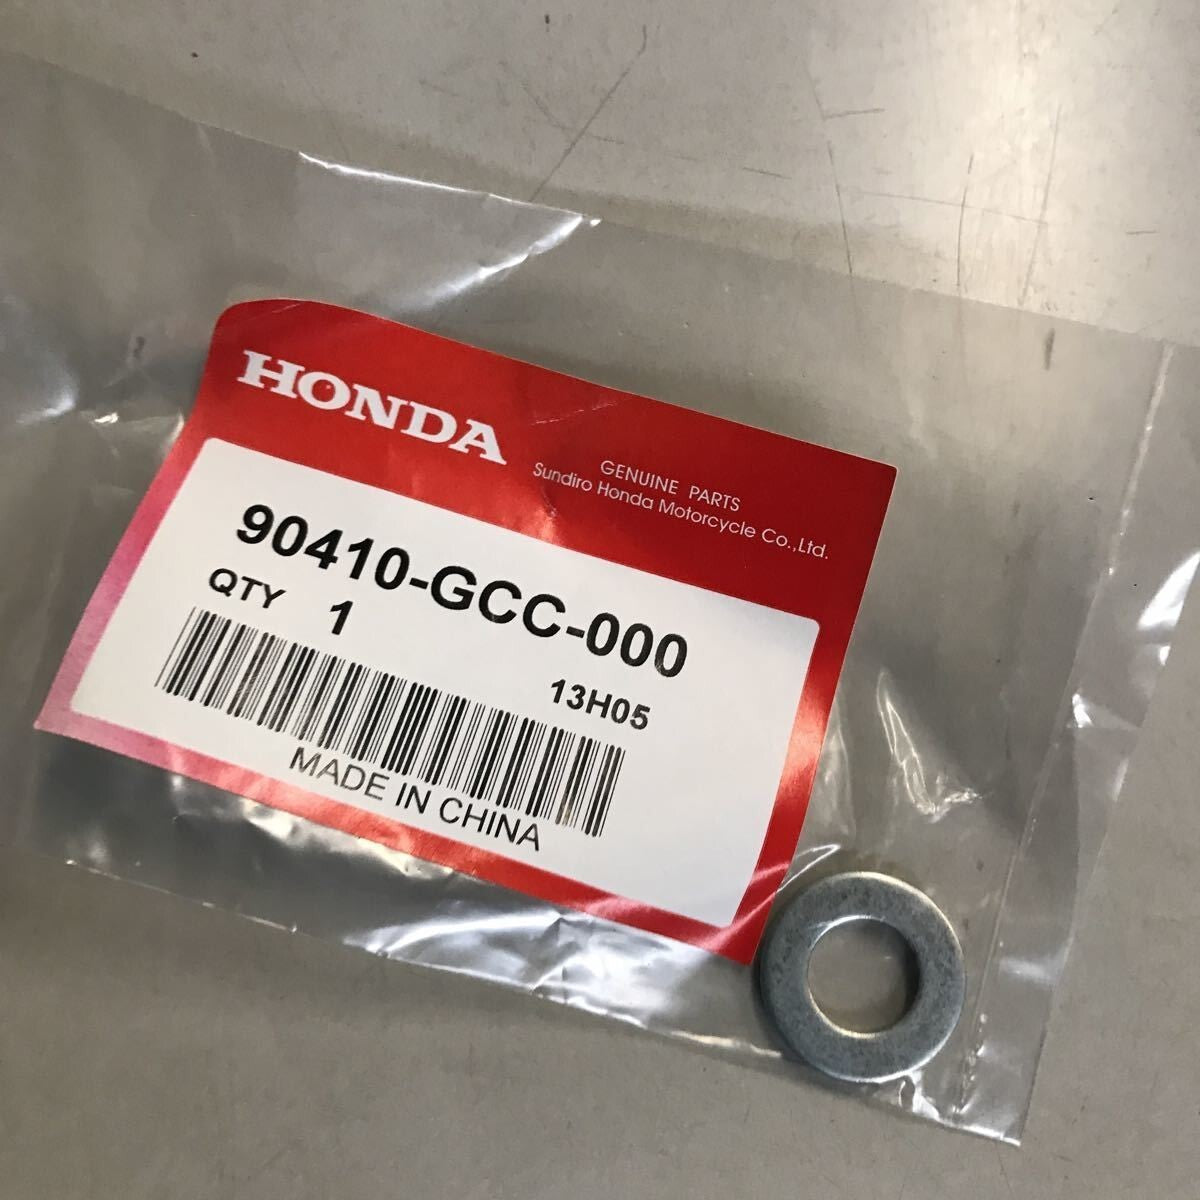 HONDA
GENUINE PARTS
Sundiro Honda Motorcycle Co.,Ltd.
90410-GCC-000
QTY 1
13H05
MADE IN CHINA